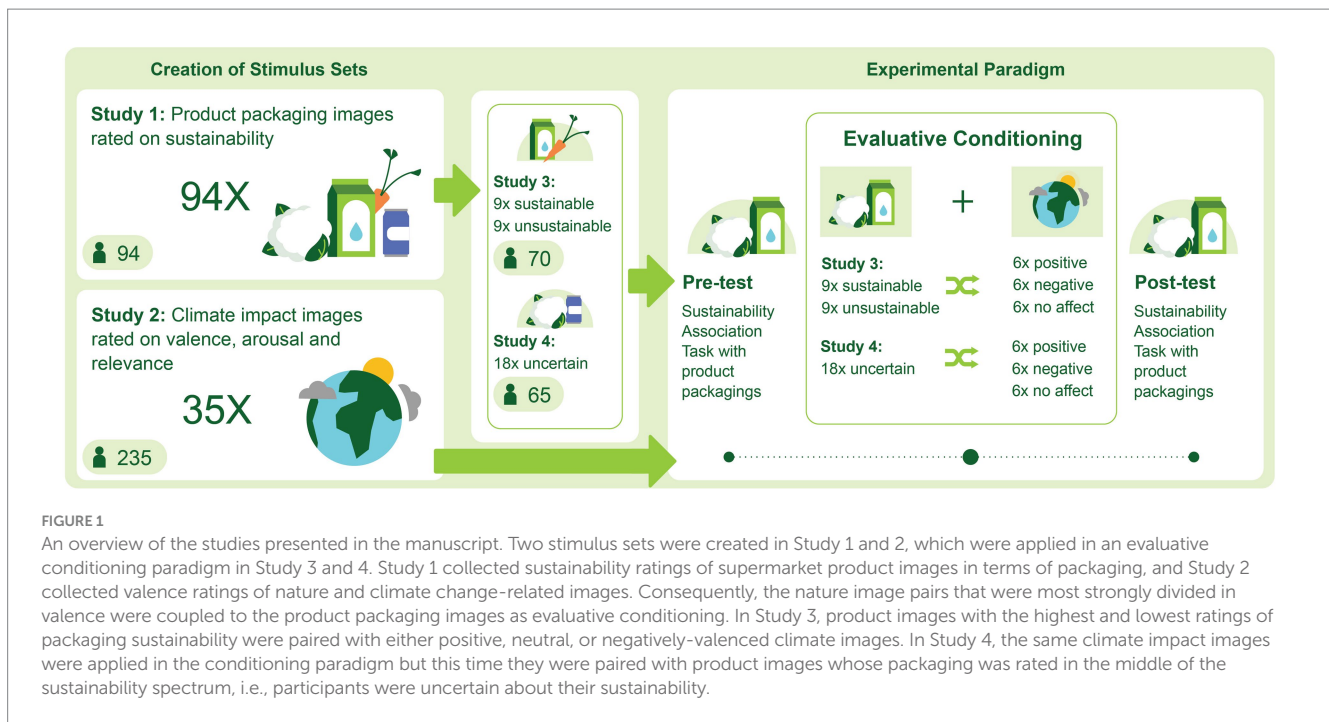 Creation of Stimulus Sets
Study 1: Product packaging images
rated on sustainability
94X
94
Study 2: Climate impact images
rated on valence, arousal and
relevance
35X
235
Study 3:
9x sustainable
9x unsustainable
70
Study 4:
18x uncertain
65
Experimental Paradigm
Pre-test
Sustainability
Association
Task with
product
packagings
Evaluative Conditioning
+
Study 3:
9x sustainable
9x unsustainable
6x positive
6x negative
6x no affect
Study 4:
18x uncertain
6x positive
6x negative
6x no affect
Post-test
Sustainability
Association
Task with
product
packagings
FIGURE 1
An overview of the studies presented in the manuscript. Two stimulus sets were created in Study 1 and 2, which were applied in an evaluative
conditioning paradigm in Study 3 and 4. Study 1 collected sustainability ratings of supermarket product images in terms of packaging, and Study 2
collected valence ratings of nature and climate change-related images. Consequently, the nature image pairs that were most strongly divided in
valence were coupled to the product packaging images as evaluative conditioning. In Study 3, product images with the highest and lowest ratings of
packaging sustainability were paired with either positive, neutral, or negatively-valenced climate images. In Study 4, the same climate impact images
were applied in the conditioning paradigm but this time they were paired with product images whose packaging was rated in the middle of the
sustainability spectrum, i.e., participants were uncertain about their sustainability.